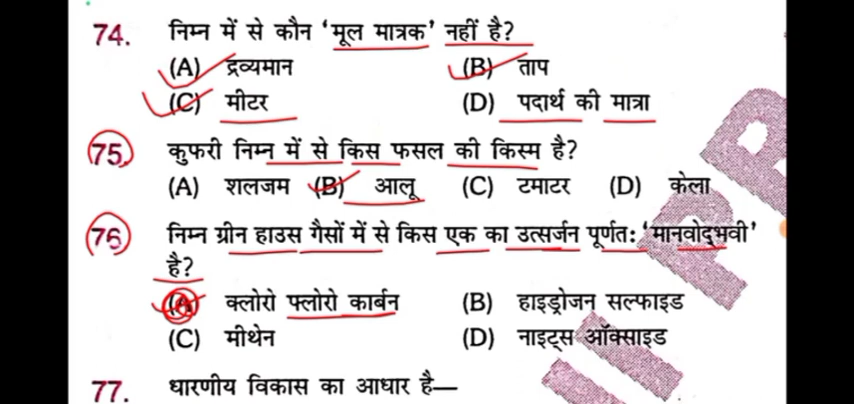 74. निम्न में से कौन ‘मूल मात्रक’ नहीं है?
(A) द्रव्यमान (B) ताप
(C) मीटर (D) पदार्थ की मात्रा
75. कुफरी निम्न में से किस फसल की किस्म है?
(A) शलजम (B) आलू (C) टमाटर (D) केला
76. निम्न ग्रीन हाउस गैसों में से किस एक का उत्सर्जन पूर्णतः ‘मानवोद्भवी’
है?
(A) क्लोरो फ्लोरो कार्बन (B) हाइड्रोजन सल्फाइड
(C) मीथेन (D) नाइट्स ऑक्साइड
77. धारणीय विकास का आधार है—